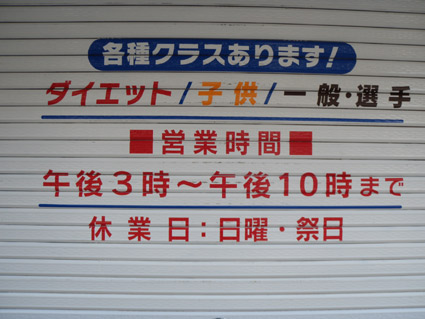 各種クラスあります!
ダイエット/子供/一般・選手
■営業時間■
午後3時～午後10時まで
休業日:日曜・祭日